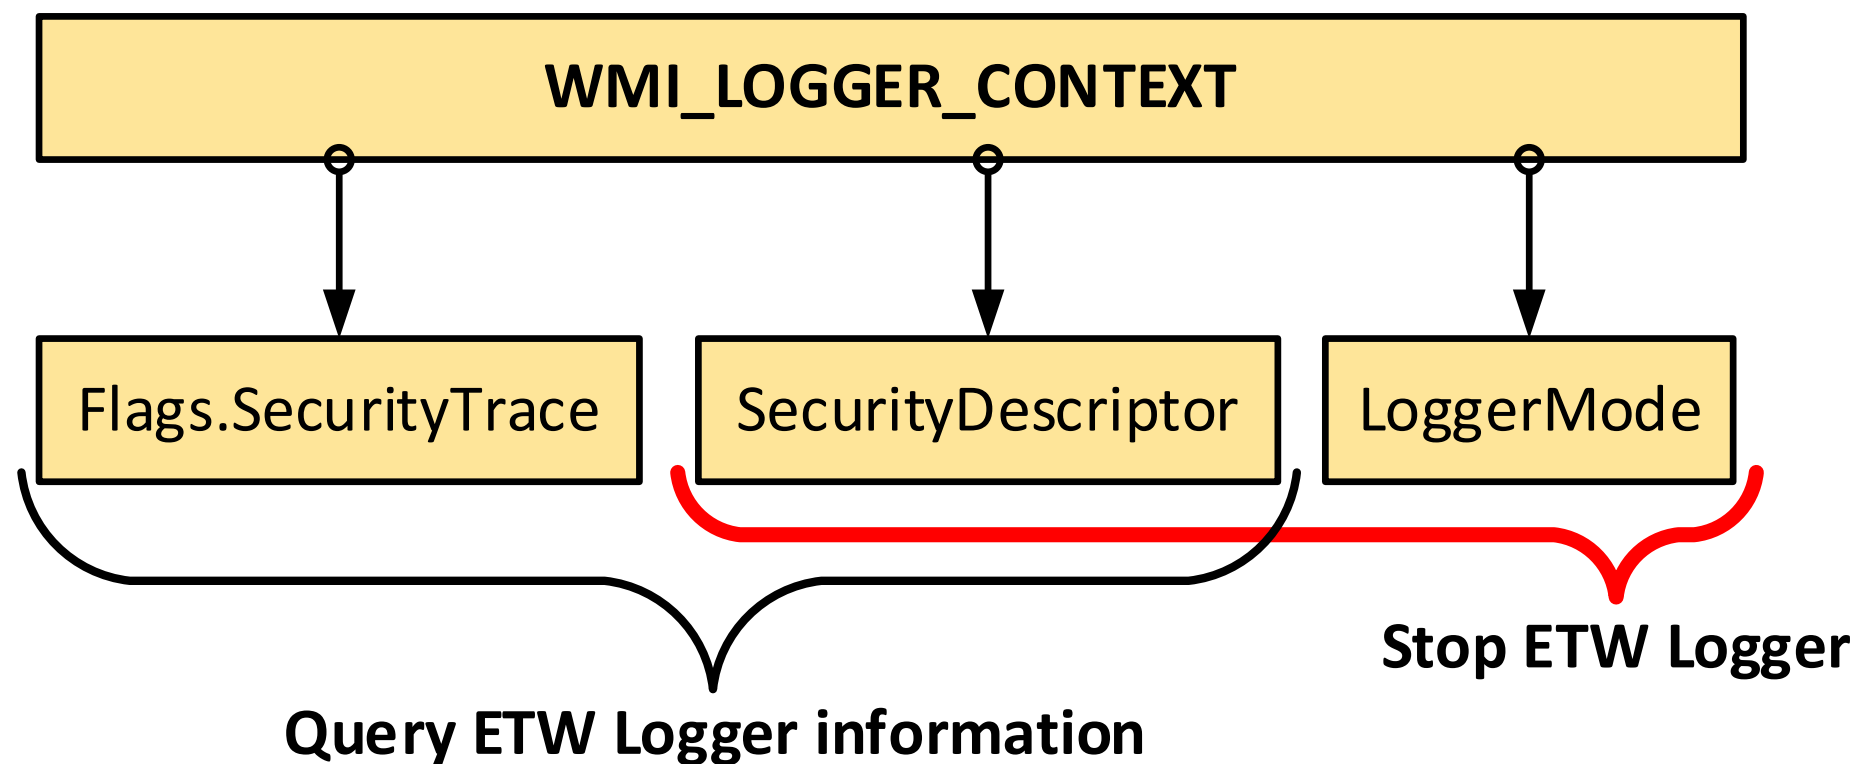 WMI_LOGGER_CONTEXT
Flags.SecurityTrace
SecurityDescriptor
LoggerMode
Stop ETW Logger
Query ETW Logger information